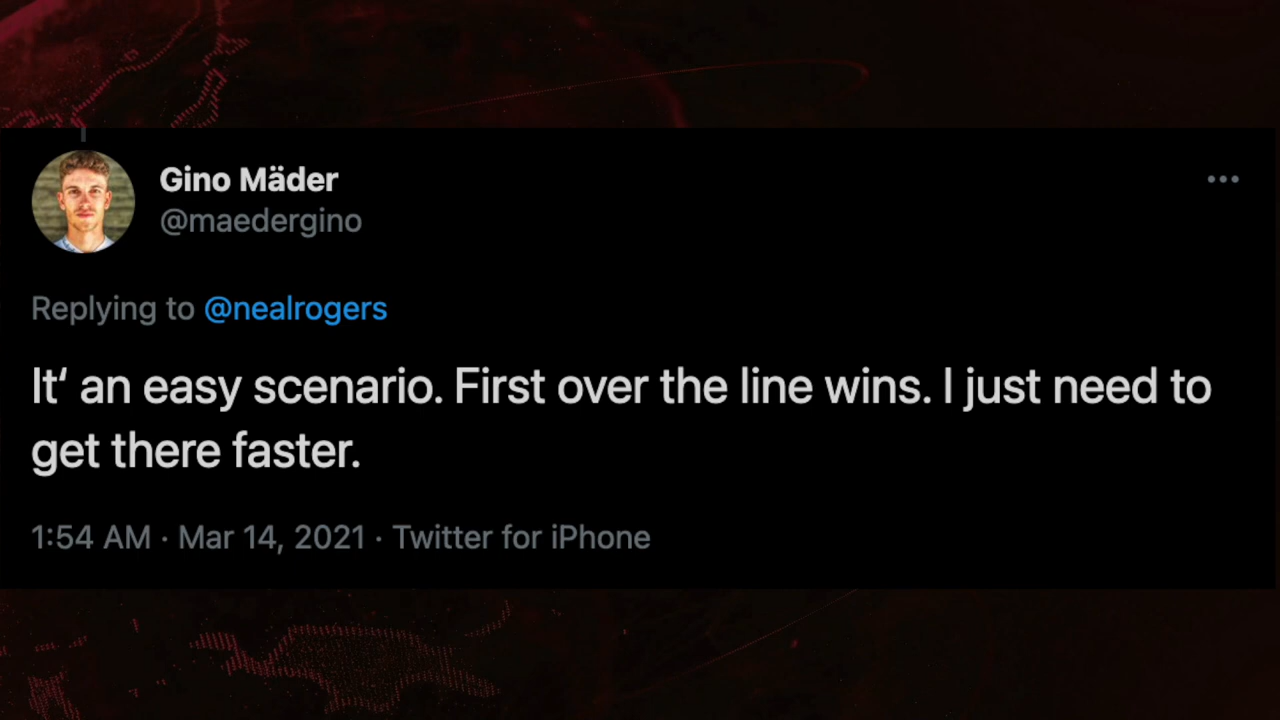 Gino Mäder
@maedergino
Replying to @nealrogers
It‘ an easy scenario. First over the line wins. I just need to
get there faster.
1:54 AM · Mar 14, 2021 · Twitter for iPhone